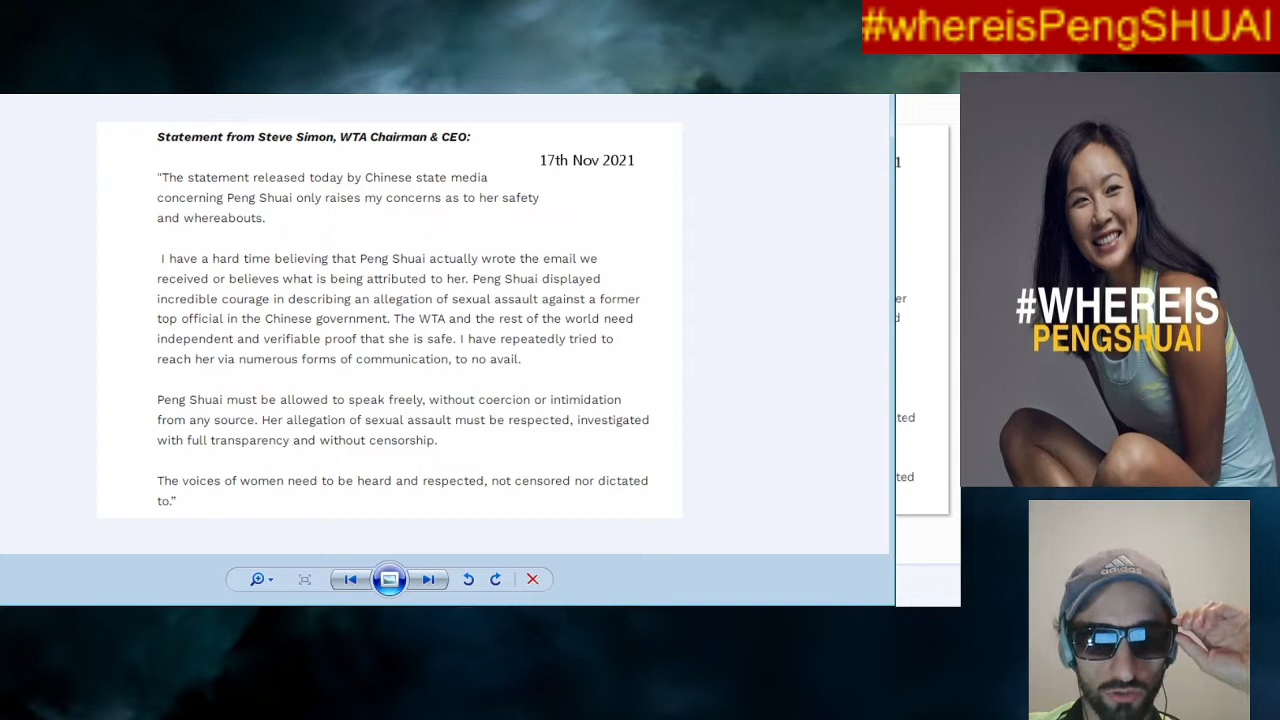 #whereisPengSHUAI
Statement from Steve Simon, WTA Chairman & CEO:
17th Nov 2021
"The statement released today by Chinese state media
concerning Peng Shuai only raises my concerns as to her safety
and whereabouts.
I have a hard time believing that Peng Shuai actually wrote the email we
received or believes what is being attributed to her. Peng Shuai displayed
incredible courage in describing an allegation of sexual assault against a former
top official in the Chinese government. The WTA and the rest of the world need
independent and verifiable proof that she is safe. I have repeatedly tried to
reach her via numerous forms of communication, to no avail.
Peng Shuai must be allowed to speak freely, without coercion or intimidation
from any source. Her allegation of sexual assault must be respected, investigated
with full transparency and without censorship.
The voices of women need to be heard and respected, not censored nor dictated
to.”
1
er
d
ted
ted
#WHEREIS
PENGSHUAI
adidas